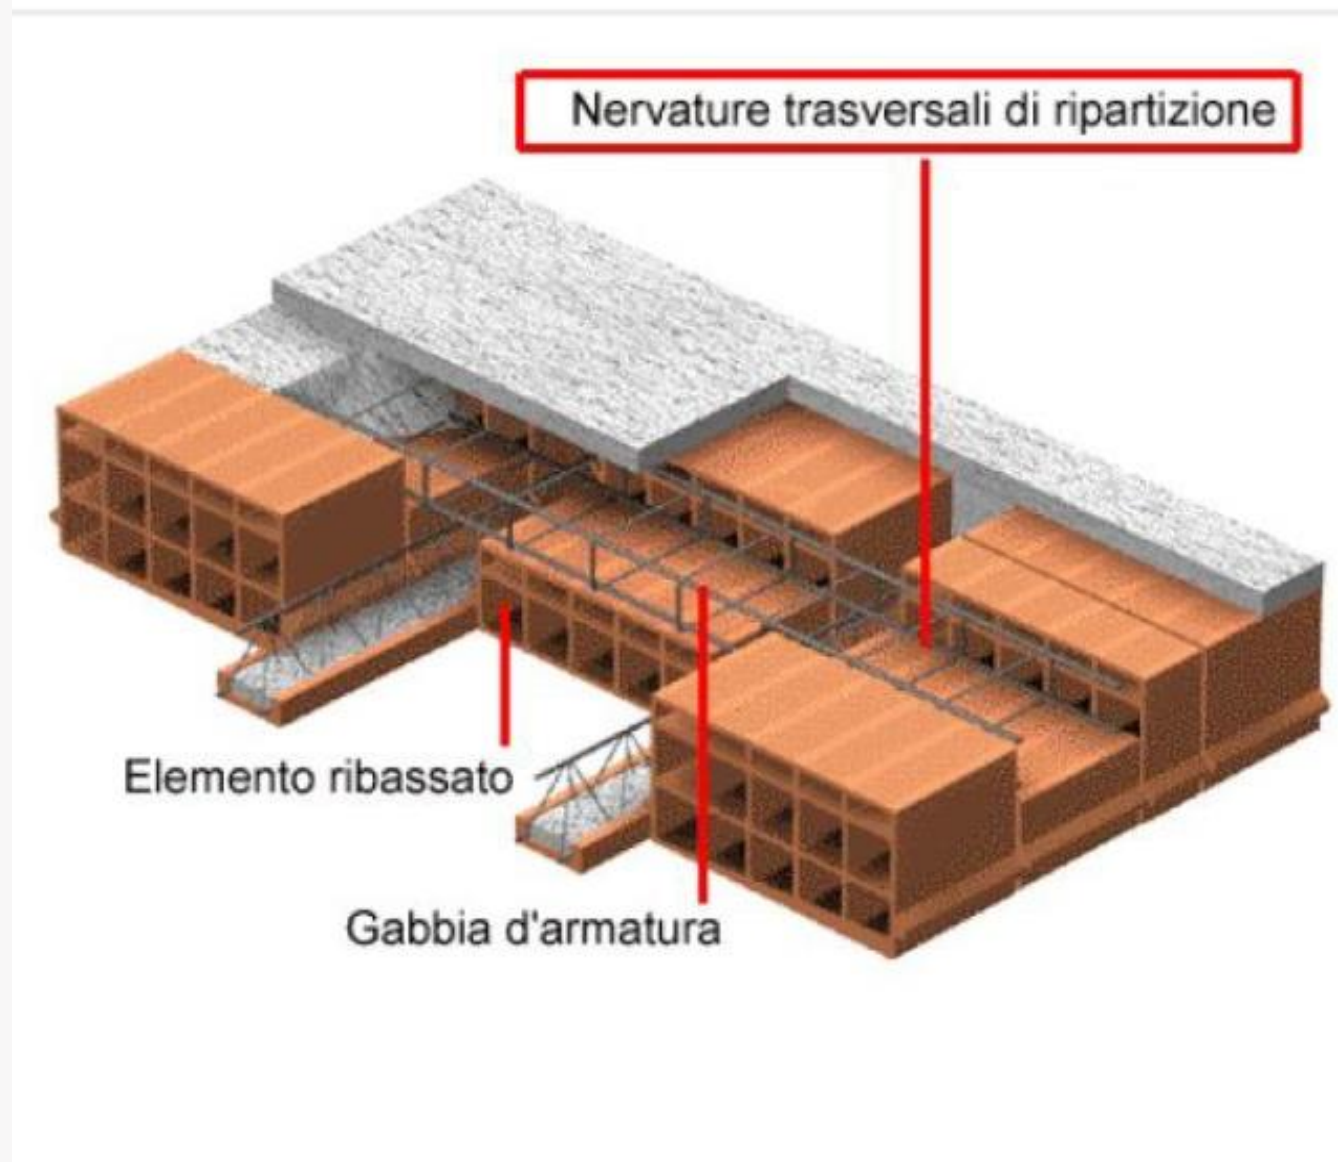 Nervature trasversali di ripartizione
Elemento ribassato
Gabbia d'armatura